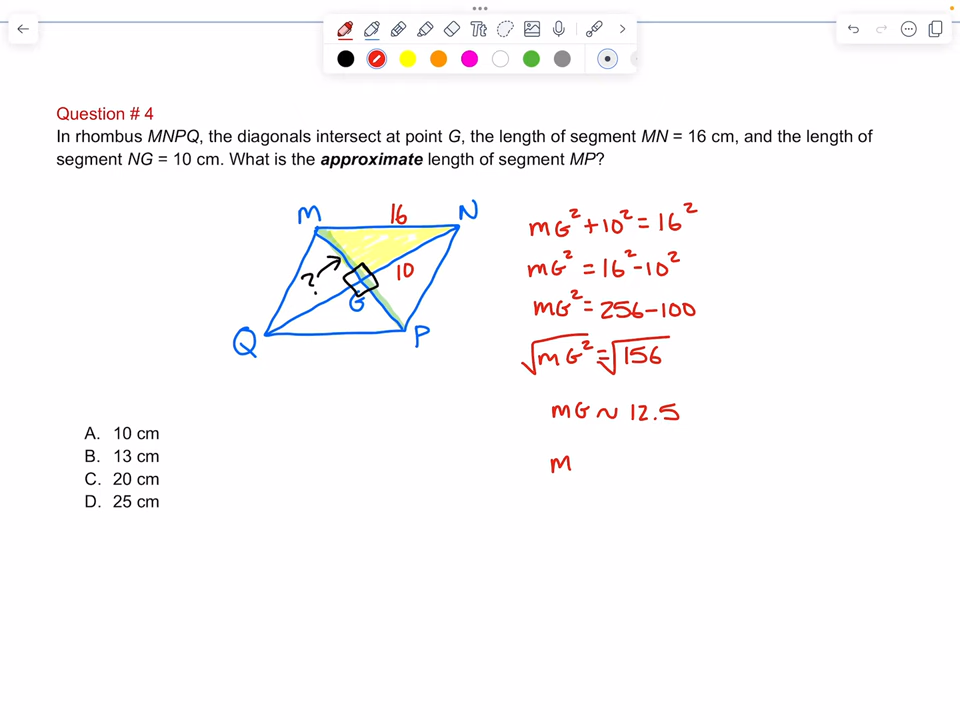 Tt
Question # 4
In rhombus MNPQ, the diagonals intersect at point G, the length of segment MN = 16 cm, and the length of
segment NG = 10 cm. What is the approximate length of segment MP?
M 16 N
?
10
G
Q P
MG² + 10² = 16²
MG² = 16² - 10²
MG² = 256 - 100
√MG² = √156
MG ~ 12.5
M
A. 10 cm
B. 13 cm
C. 20 cm
D. 25 cm